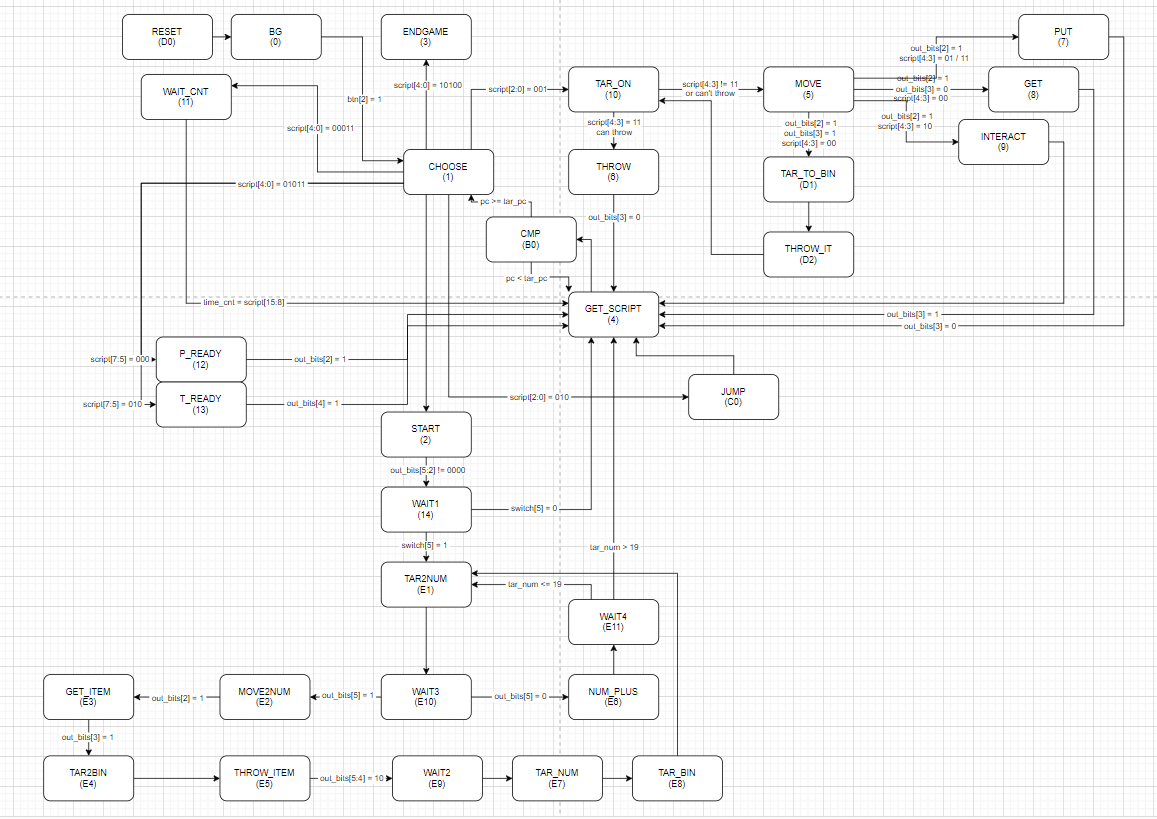 RESET
(D0)
BG
(0)
ENDGAME
(3)
PUT
(7)
out_bits[2] = 1
script[4:3] = 01 / 11
WAIT_CNT
(11)
btn[2] = 1
script[4:0] = 10100
script[2:0] = 001
TAR_ON
(10)
script[4:3] != 11
or can't throw
MOVE
(5)
out_bits[2] = 1
out_bits[3] = 0
script[4:3] = 00
GET
(8)
script[4:0] = 00011
script[4:3] = 11
can throw
out_bits[2] = 1
out_bits[3] = 1
script[4:3] = 00
out_bits[2] = 1
script[4:3] = 10
INTERACT
(9)
CHOOSE
(1)
THROW
(6)
TAR_TO_BIN
(D1)
script[4:0] = 01011
pc >= tar_pc
out_bits[3] = 0
CMP
(B0)
THROW_IT
(D2)
pc < tar_pc
time_cnt = script[15:8]
GET_SCRIPT
(4)
out_bits[3] = 1
out_bits[3] = 0
script[7:5] = 000
P_READY
(12)
out_bits[2] = 1
script[7:5] = 010
T_READY
(13)
out_bits[4] = 1
script[2:0] = 010
JUMP
(C0)
START
(2)
out_bits[5:2] != 0000
WAIT1
(14)
switch[5] = 0
switch[5] = 1
tar_num > 19
TAR2NUM
(E1)
tar_num <= 19
WAIT4
(E11)
GET_ITEM
(E3)
out_bits[2] = 1
MOVE2NUM
(E2)
out_bits[5] = 1
WAIT3
(E10)
out_bits[5] = 0
NUM_PLUS
(E6)
out_bits[3] = 1
TAR2BIN
(E4)
THROW_ITEM
(E5)
out_bits[5:4] = 10
WAIT2
(E9)
TAR_NUM
(E7)
TAR_BIN
(E8)